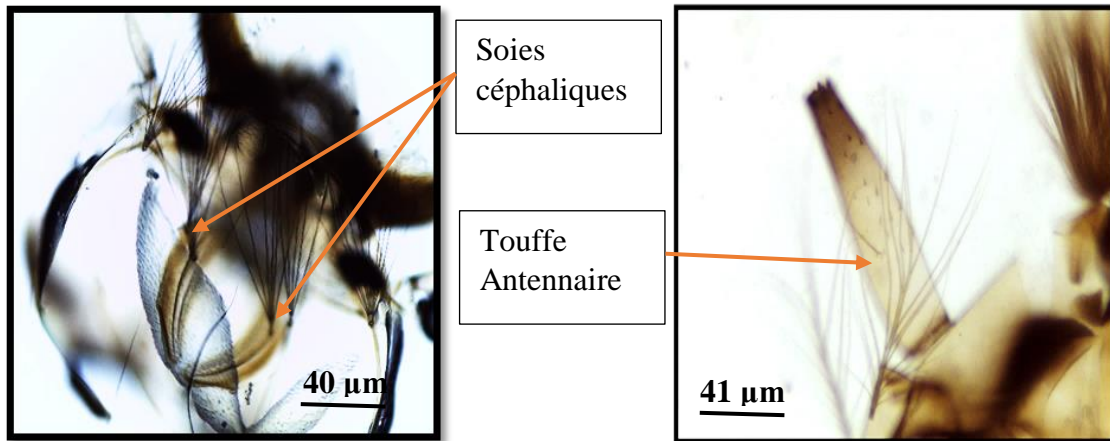 Soies
céphaliques
Touffe
Antennaire
40 µm
41 µm